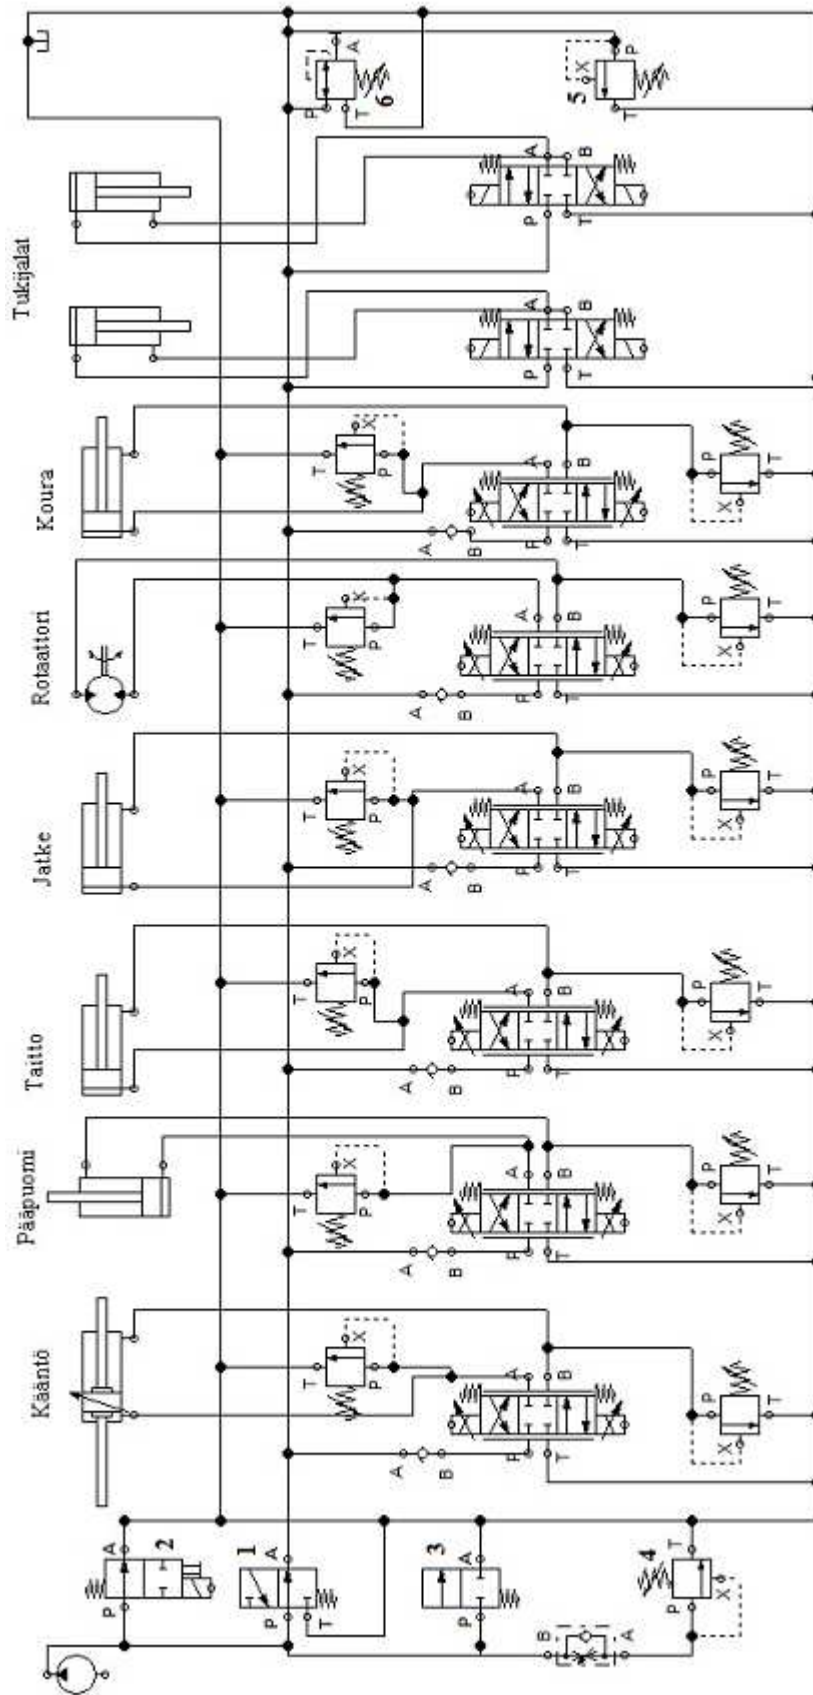 Kääntö
Pääpuomi
Taitto
Jatke
Rotaattori
Koura
Tukijalat
P A
2
P T A
1
P A
3
B A
P X T
4
T X P
A B
A B
P T
P X T
T X P
A B
A B
P T
P X T
T X P
A B
A B
P T
P X T
T X P
A B
A B
P T
P X T
T X P
A B
A B
P T
P X T
T X P
A B
A B
P T
P X T
A B
P T
A B
P T
P T A
6
X P T
5